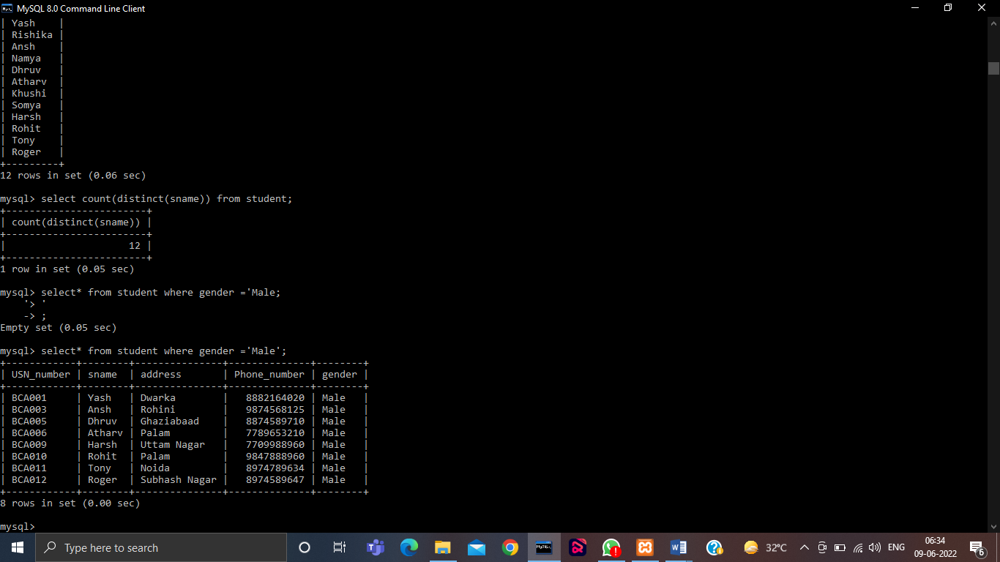 MySQL 8.0 Command Line Client
| Yash    |
| Rishika |
| Ansh    |
| Namya   |
| Dhruv   |
| Atharv  |
| Khushi  |
| Somya   |
| Harsh   |
| Rohit   |
| Tony    |
| Roger   |
+---------+
12 rows in set (0.06 sec)
mysql> select count(distinct(sname)) from student;
+------------------------+
| count(distinct(sname)) |
+------------------------+
|                     12 |
+------------------------+
1 row in set (0.05 sec)
mysql> select* from student where gender ='Male;
    '> '
    -> ;
Empty set (0.05 sec)
mysql> select* from student where gender ='Male';
+------------+--------+---------------+--------------+--------+
| USN_number | sname  | address       | Phone_number | gender |
+------------+--------+---------------+--------------+--------+
| BCA001     | Yash   | Dwarka        |   8882164020 | Male   |
| BCA003     | Ansh   | Rohini        |   9874568125 | Male   |
| BCA005     | Dhruv  | Ghaziabaad    |   8874589710 | Male   |
| BCA006     | Atharv | Palam         |   7789653210 | Male   |
| BCA009     | Harsh  | Uttam Nagar   |   7709988960 | Male   |
| BCA010     | Rohit  | Palam         |   9847888960 | Male   |
| BCA011     | Tony   | Noida         |   8974789634 | Male   |
| BCA012     | Roger  | Subhash Nagar |   8974589647 | Male   |
+------------+--------+---------------+--------------+--------+
8 rows in set (0.00 sec)
mysql>
Type here to search
32°C
ENG
06:34
09-06-2022
6